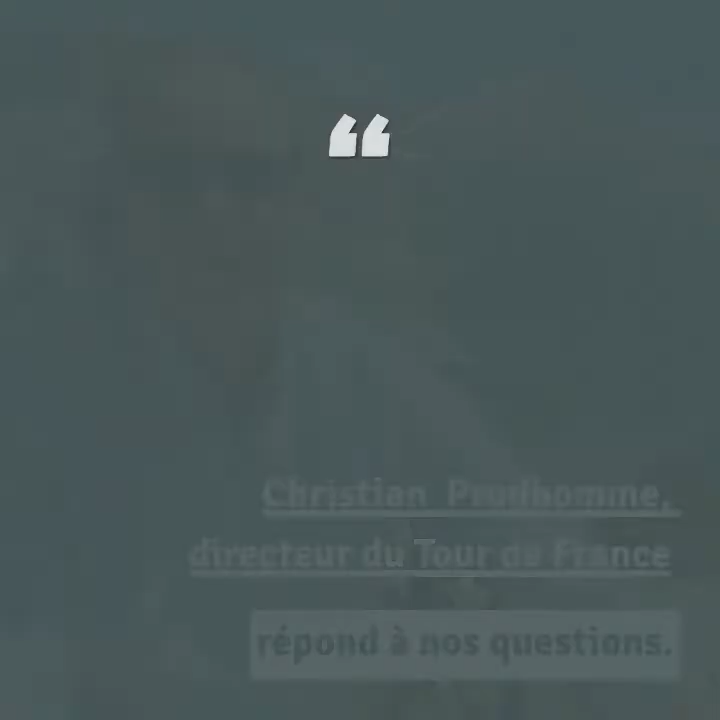 “
Christian Prudhomme,
directeur du Tour de France
répond à nos questions.